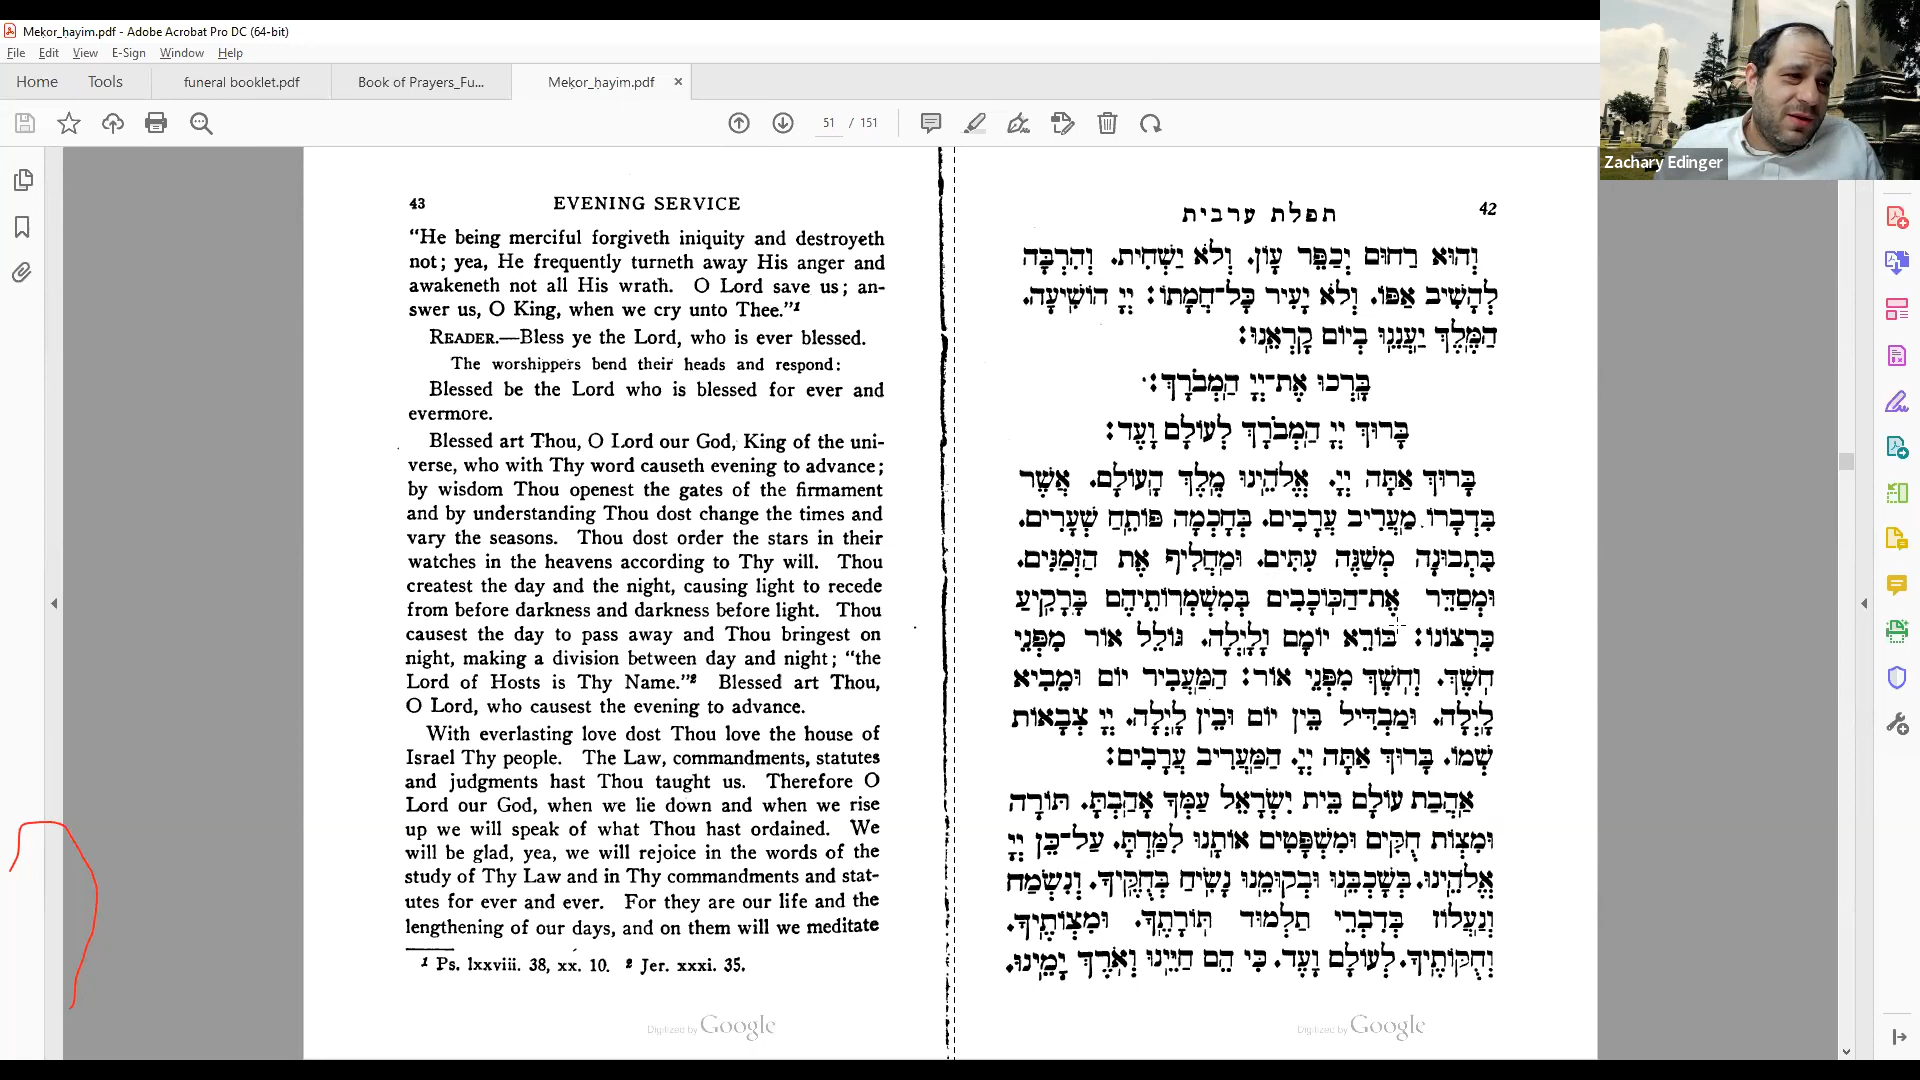 Meḳor_ḥayim.pdf - Adobe Acrobat Pro DC (64-bit)
File Edit View E-Sign Window Help
Home Tools funeral booklet.pdf Book of Prayers_Fu... Meḳor_ḥayim.pdf ×
51 / 151
Zachary Edinger
43 EVENING SERVICE
“He being merciful forgiveth iniquity and destroyeth
not; yea, He frequently turneth away His anger and
awakeneth not all His wrath. O Lord save us; an-
swer us, O King, when we cry unto Thee.”¹
READER.—Bless ye the Lord, who is ever blessed.
The worshippers bend their heads and respond:
Blessed be the Lord who is blessed for ever and
evermore.
Blessed art Thou, O Lord our God, King of the uni-
verse, who with Thy word causeth evening to advance;
by wisdom Thou openest the gates of the firmament
and by understanding Thou dost change the times and
vary the seasons. Thou dost order the stars in their
watches in the heavens according to Thy will. Thou
createst the day and the night, causing light to recede
from before darkness and darkness before light. Thou
causest the day to pass away and Thou bringest on
night, making a division between day and night; “the
Lord of Hosts is Thy Name.”² Blessed art Thou,
O Lord, who causest the evening to advance.
With everlasting love dost Thou love the house of
Israel Thy people. The Law, commandments, statutes
and judgments hast Thou taught us. Therefore O
Lord our God, when we lie down and when we rise
up we will speak of what Thou hast ordained. We
will be glad, yea, we will rejoice in the words of the
study of Thy Law and in Thy commandments and stat-
utes for ever and ever. For they are our life and the
lengthening of our days, and on them will we meditate
¹ Ps. lxxviii. 38, xx. 10. ² Jer. xxxi. 35.
Digitized by Google
תפלת ערבית 42
וְהוּא רַחוּם יְכַפֵּר עָוֹן. וְלֹא יַשְׁחִית. וְהִרְבָּה
לְהָשִׁיב אַפּוֹ. וְלֹא יָעִיר כָּל־חֲמָתוֹ: יְיָ הוֹשִׁיעָה.
הַמֶּלֶךְ יַעֲנֵנוּ בְיוֹם קָרְאֵנוּ:
בָּרְכוּ אֶת־יְיָ הַמְבֹרָךְ:
בָּרוּךְ יְיָ הַמְבֹרָךְ לְעוֹלָם וָעֶד:
בָּרוּךְ אַתָּה יְיָ. אֱלֹהֵינוּ מֶלֶךְ הָעוֹלָם. אֲשֶׁר
בִּדְבָרוֹ מַעֲרִיב עֲרָבִים. בְּחָכְמָה פּוֹתֵחַ שְׁעָרִים.
בִּתְבוּנָה מְשַׁנֶּה עִתִּים. וּמַחֲלִיף אֶת הַזְּמַנִּים.
וּמְסַדֵּר אֶת־הַכּוֹכָבִים בְּמִשְׁמְרוֹתֵיהֶם בָּרָקִיעַ
כִּרְצוֹנוֹ: בּוֹרֵא יוֹמָם וָלָיְלָה. גּוֹלֵל אוֹר מִפְּנֵי
חֹשֶׁךְ. וְחֹשֶׁךְ מִפְּנֵי אוֹר: הַמַּעֲבִיר יוֹם וּמֵבִיא
לָיְלָה. וּמַבְדִּיל בֵּין יוֹם וּבֵין לָיְלָה. יְיָ צְבָאוֹת
שְׁמוֹ. בָּרוּךְ אַתָּה יְיָ. הַמַּעֲרִיב עֲרָבִים:
אַהֲבַת עוֹלָם בֵּית יִשְׂרָאֵל עַמְּךָ אָהָבְתָּ. תּוֹרָה
וּמִצְוֹת חֻקִּים וּמִשְׁפָּטִים אוֹתָנוּ לִמַּדְתָּ. עַל־כֵּן יְיָ
אֱלֹהֵינוּ. בְּשָׁכְבֵּנוּ וּבְקוּמֵנוּ נָשִׂיחַ בְּחֻקֶּיךָ. וְנִשְׂמַח
וְנַעֲלוֹז בְּדִבְרֵי תַלְמוּד תּוֹרָתֶךָ. וּמִצְוֹתֶיךָ.
וְחֻקּוֹתֶיךָ. לְעוֹלָם וָעֶד. כִּי הֵם חַיֵּינוּ וְאֹרֶךְ יָמֵינוּ.
Digitized by Google